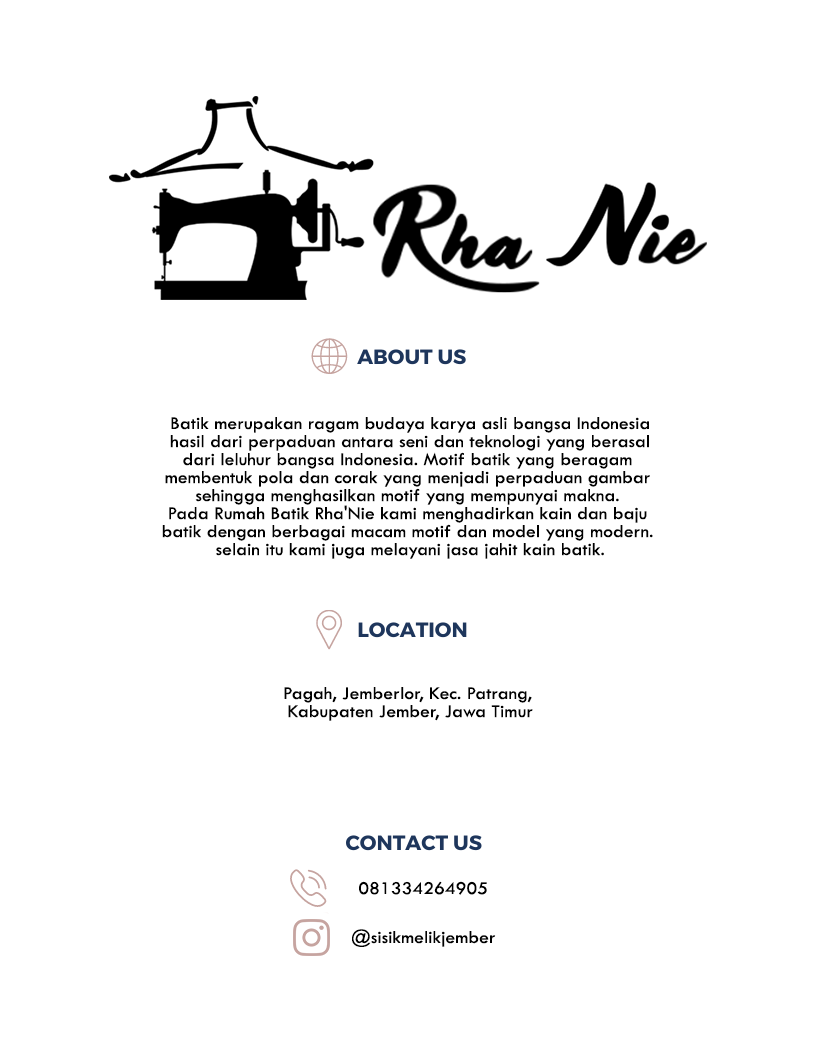 Rha Nie
ABOUT US
Batik merupakan ragam budaya karya asli bangsa Indonesia
hasil dari perpaduan antara seni dan teknologi yang berasal
dari leluhur bangsa Indonesia. Motif batik yang beragam
membentuk pola dan corak yang menjadi perpaduan gambar
sehingga menghasilkan motif yang mempunyai makna.
Pada Rumah Batik Rha'Nie kami menghadirkan kain dan baju
batik dengan berbagai macam motif dan model yang modern.
selain itu kami juga melayani jasa jahit kain batik.
LOCATION
Pagah, Jemberlor, Kec. Patrang,
Kabupaten Jember, Jawa Timur
CONTACT US
081334264905
@sisikmelikjember